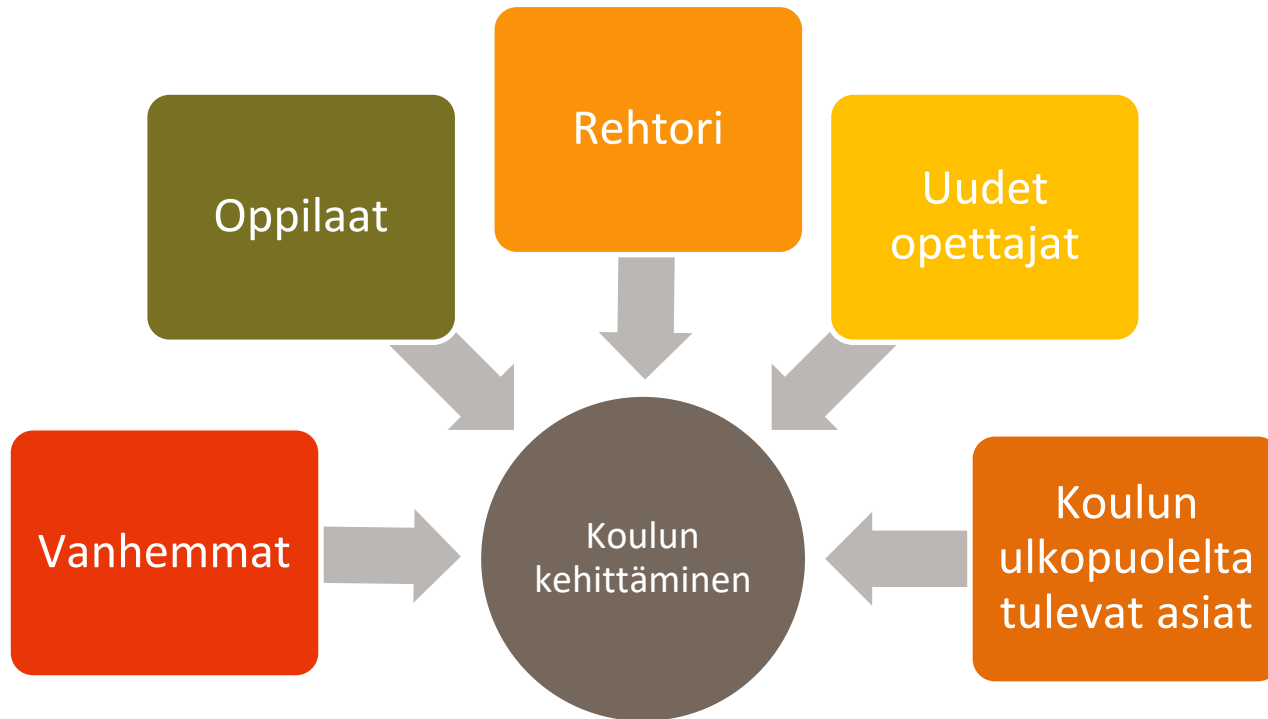 Rehtori
Oppilaat
Uudet
opettajat
Vanhemmat
Koulun
kehittäminen
Koulun
ulkopuolelta
tulevat asiat